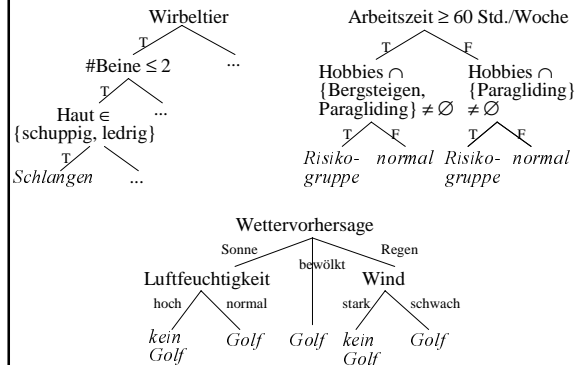 Wirbeltier
T
#Beine ≤ 2
...
T
Haut ∈
{schuppig, ledrig}
...
T
Schlangen
...
Arbeitszeit ≥ 60 Std./Woche
T
F
Hobbies ∩
{Bergsteigen,
Paragliding} ≠ ∅
Hobbies ∩
{Paragliding}
≠ ∅
T
F
T
F
Risiko-
gruppe
normal
Risiko-
gruppe
normal
Wettervorhersage
Sonne
bewölkt
Regen
Luftfeuchtigkeit
Wind
hoch
normal
stark
schwach
kein
Golf
Golf
Golf
kein
Golf
Golf